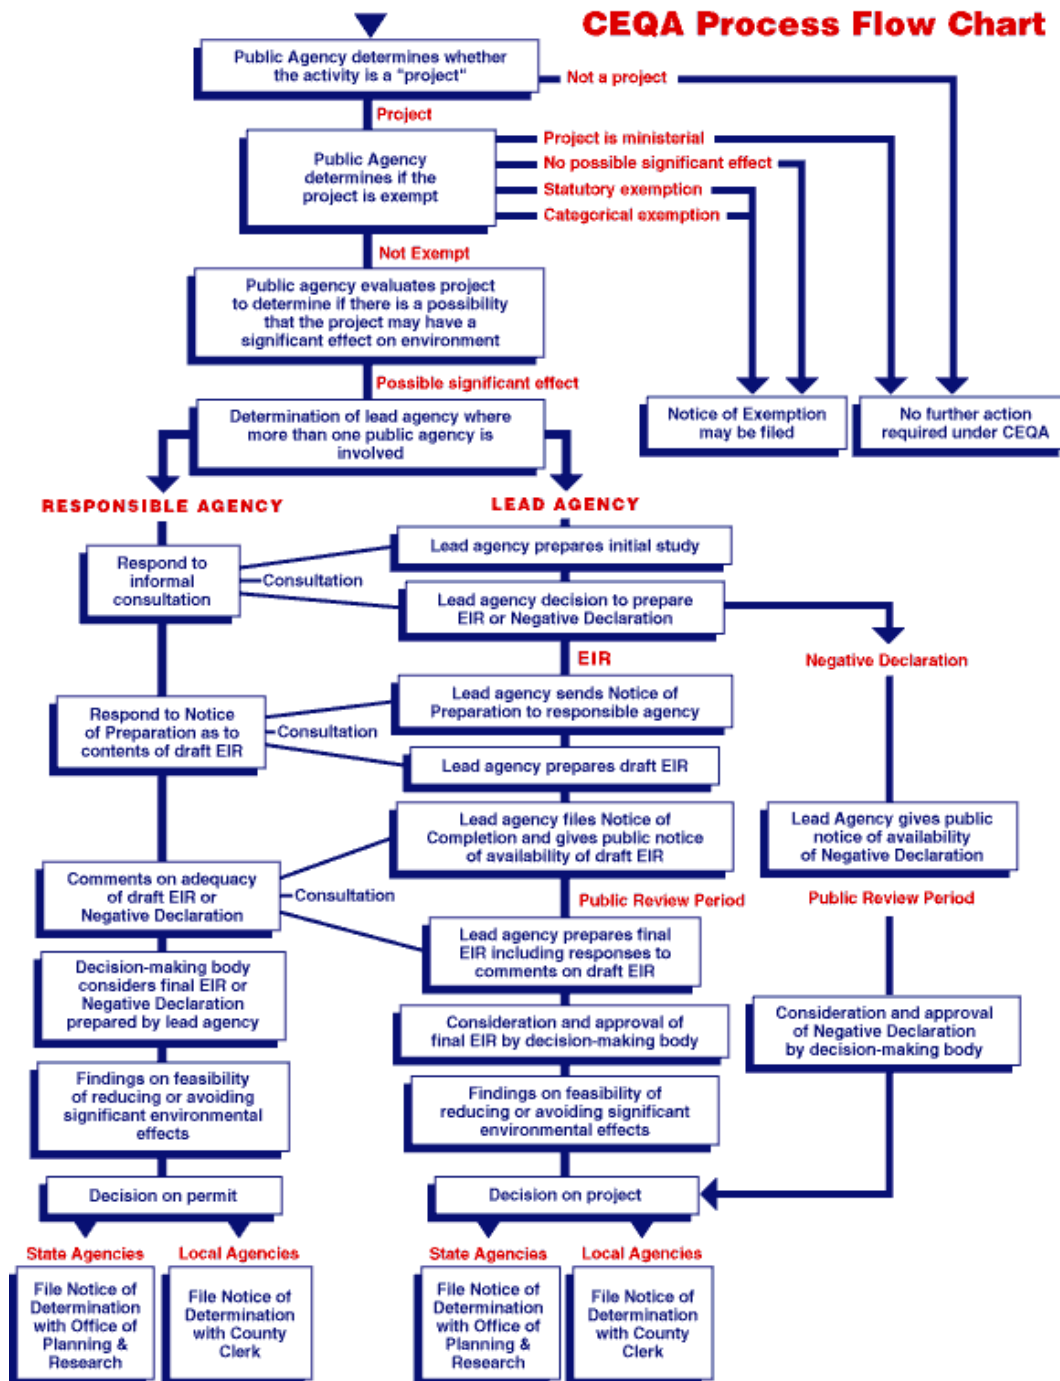 CEQA Process Flow Chart
Public Agency determines whether
the activity is a "project"
Not a project
Project
Public Agency
determines if the
project is exempt
Project is ministerial
No possible significant effect
Statutory exemption
Categorical exemption
Not Exempt
Public agency evaluates project
to determine if there is a possibility
that the project may have a
significant effect on environment
Possible significant effect
Notice of Exemption
may be filed
No further action
required under CEQA
Determination of lead agency where
more than one public agency is
involved
RESPONSIBLE AGENCY
LEAD AGENCY
Respond to
informal
consultation
Consultation
Lead agency prepares initial study
Lead agency decision to prepare
EIR or Negative Declaration
EIR
Negative Declaration
Respond to Notice
of Preparation as to
contents of draft EIR
Consultation
Lead agency sends Notice of
Preparation to responsible agency
Lead agency prepares draft EIR
Lead agency files Notice of
Completion and gives public notice
of availability of draft EIR
Lead Agency gives public
notice of availability
of Negative Declaration
Comments on adequacy
of draft EIR or
Negative Declaration
Consultation
Public Review Period
Public Review Period
Lead agency prepares final
EIR including responses to
comments on draft EIR
Decision-making body
considers final EIR or
Negative Declaration
prepared by lead agency
Consideration and approval of
final EIR by decision-making body
Consideration and approval
of Negative Declaration
by decision-making body
Findings on feasibility
of reducing or avoiding
significant environmental
effects
Findings on feasibility of
reducing or avoiding significant
environmental effects
Decision on permit
Decision on project
State Agencies
Local Agencies
State Agencies
Local Agencies
File Notice of
Determination
with Office of
Planning &
Research
File Notice of
Determination
with County
Clerk
File Notice of
Determination
with Office of
Planning &
Research
File Notice of
Determination
with County
Clerk